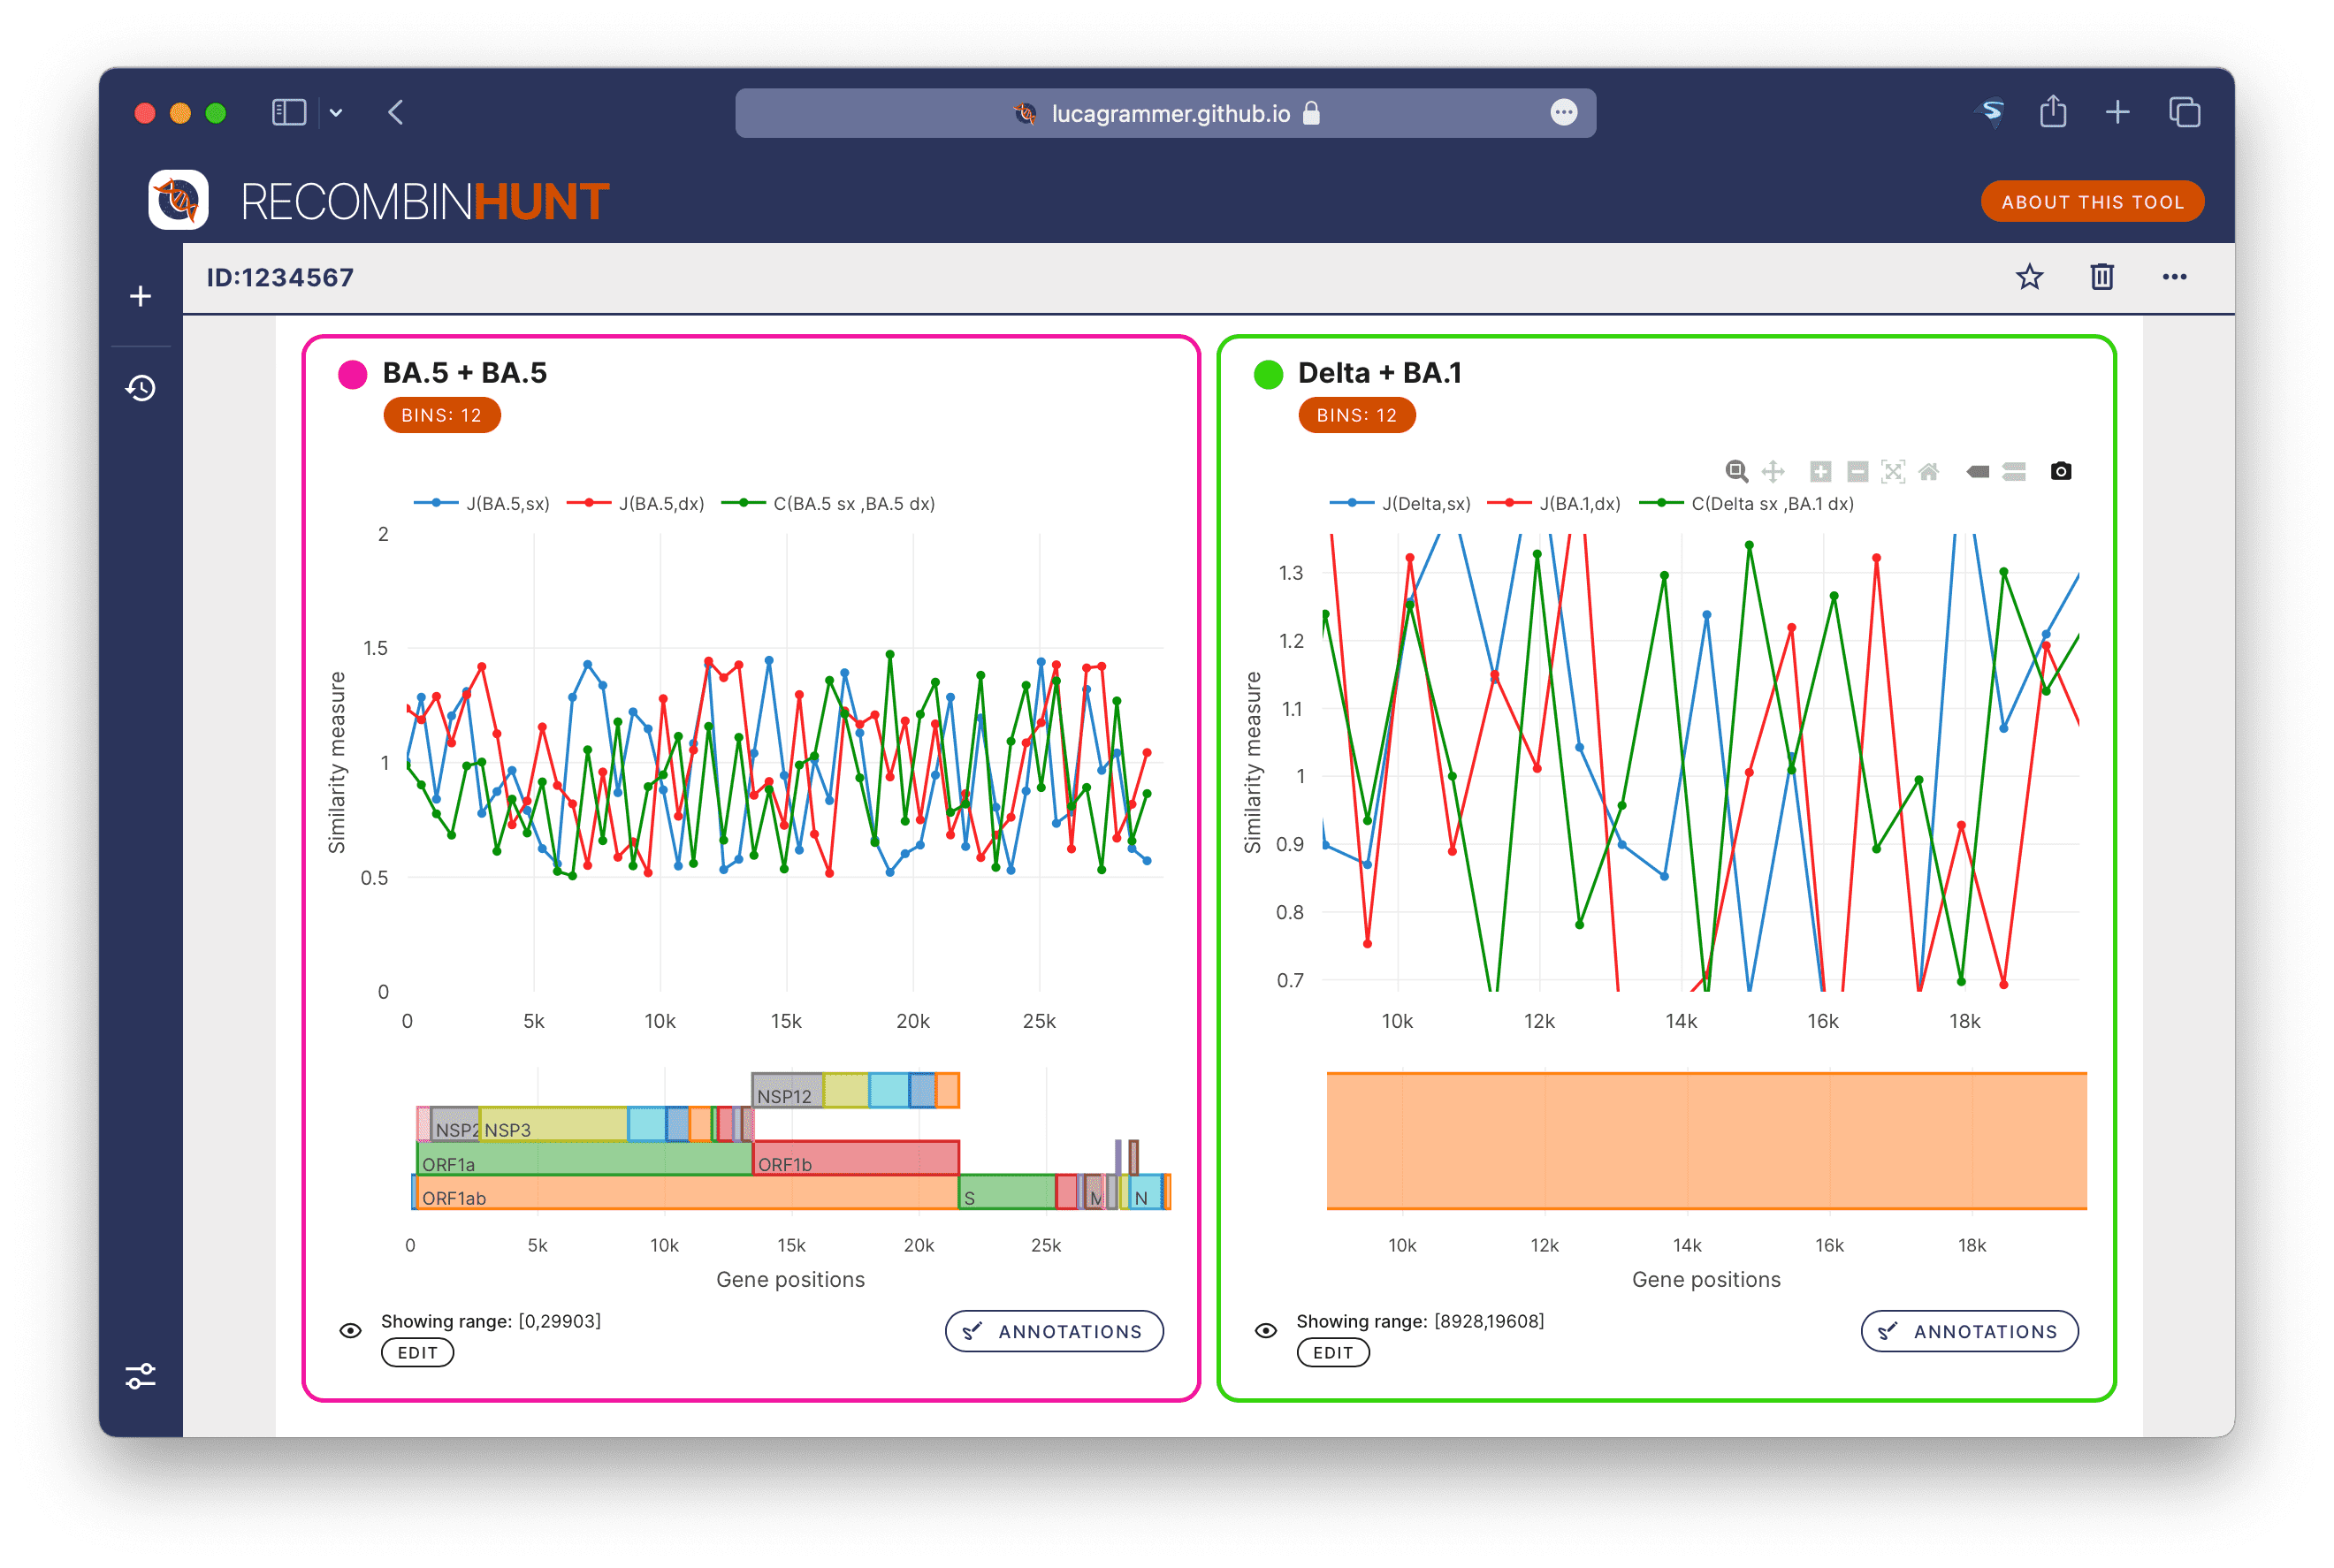 lucagrammer.github.io
RECOMBINHUNT
ABOUT THIS TOOL
ID:1234567
BA.5 + BA.5
BINS: 12
J(BA.5,sx) J(BA.5,dx) C(BA.5 sx ,BA.5 dx)
Similarity measure
2
1.5
1
0.5
0
0 5k 10k 15k 20k 25k
NSP12
NSP2 NSP3
ORF1a ORF1b
ORF1ab S M N
0 5k 10k 15k 20k 25k
Gene positions
Showing range: [0,29903]
EDIT
ANNOTATIONS
Delta + BA.1
BINS: 12
J(Delta,sx) J(BA.1,dx) C(Delta sx ,BA.1 dx)
Similarity measure
1.3
1.2
1.1
1
0.9
0.8
0.7
10k 12k 14k 16k 18k
10k 12k 14k 16k 18k
Gene positions
Showing range: [8928,19608]
EDIT
ANNOTATIONS